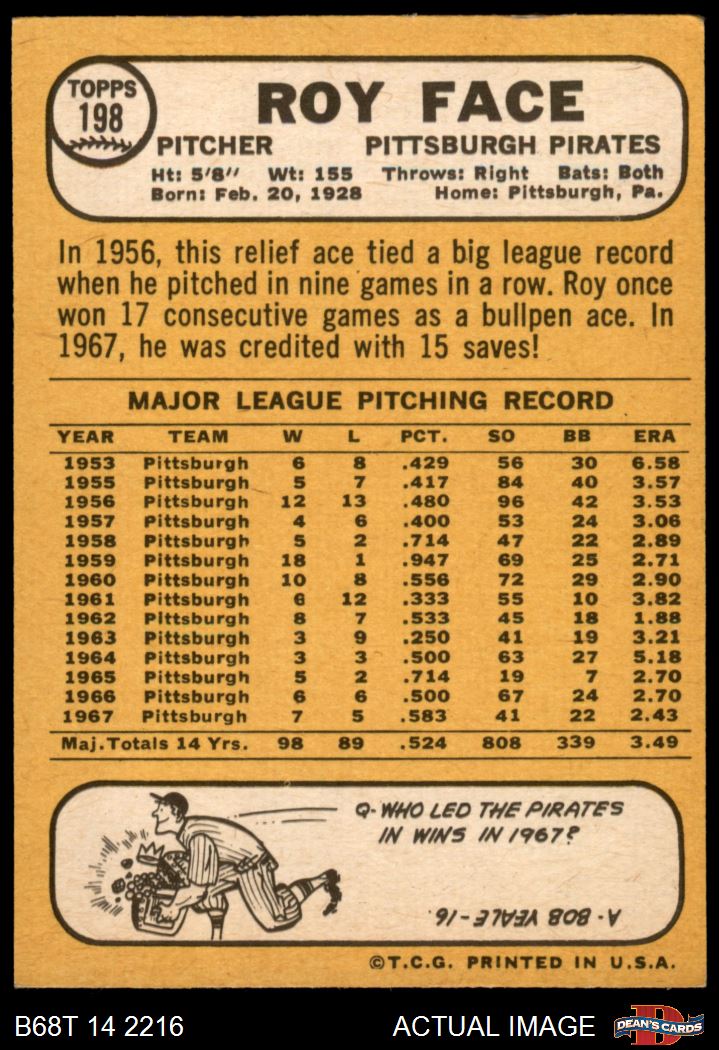 TOPPS
198
ROY FACE
PITCHER PITTSBURGH PIRATES
Ht: 5'8" Wt: 155 Throws: Right Bats: Both
Born: Feb. 20, 1928 Home: Pittsburgh, Pa.
In 1956, this relief ace tied a big league record
when he pitched in nine games in a row. Roy once
won 17 consecutive games as a bullpen ace. In
1967, he was credited with 15 saves!
MAJOR LEAGUE PITCHING RECORD
YEAR TEAM W L PCT. SO BB ERA
1953 Pittsburgh 6 8 .429 56 30 6.58
1955 Pittsburgh 5 7 .417 84 40 3.57
1956 Pittsburgh 12 13 .480 96 42 3.53
1957 Pittsburgh 4 6 .400 53 24 3.06
1958 Pittsburgh 5 2 .714 47 22 2.89
1959 Pittsburgh 18 1 .947 69 25 2.71
1960 Pittsburgh 10 8 .556 72 29 2.90
1961 Pittsburgh 6 12 .333 55 10 3.82
1962 Pittsburgh 8 7 .533 45 18 1.88
1963 Pittsburgh 3 9 .250 41 19 3.21
1964 Pittsburgh 3 3 .500 63 27 5.18
1965 Pittsburgh 5 2 .714 19 7 2.70
1966 Pittsburgh 6 6 .500 67 24 2.70
1967 Pittsburgh 7 5 .583 41 22 2.43
Maj. Totals 14 Yrs. 98 89 .524 808 339 3.49
Q-WHO LED THE PIRATES
IN WINS IN 1967?
A-BOB VEALE-16.
©T.C.G. PRINTED IN U.S.A.
B68T 14 2216 ACTUAL IMAGE
D
DEAN'S CARDS